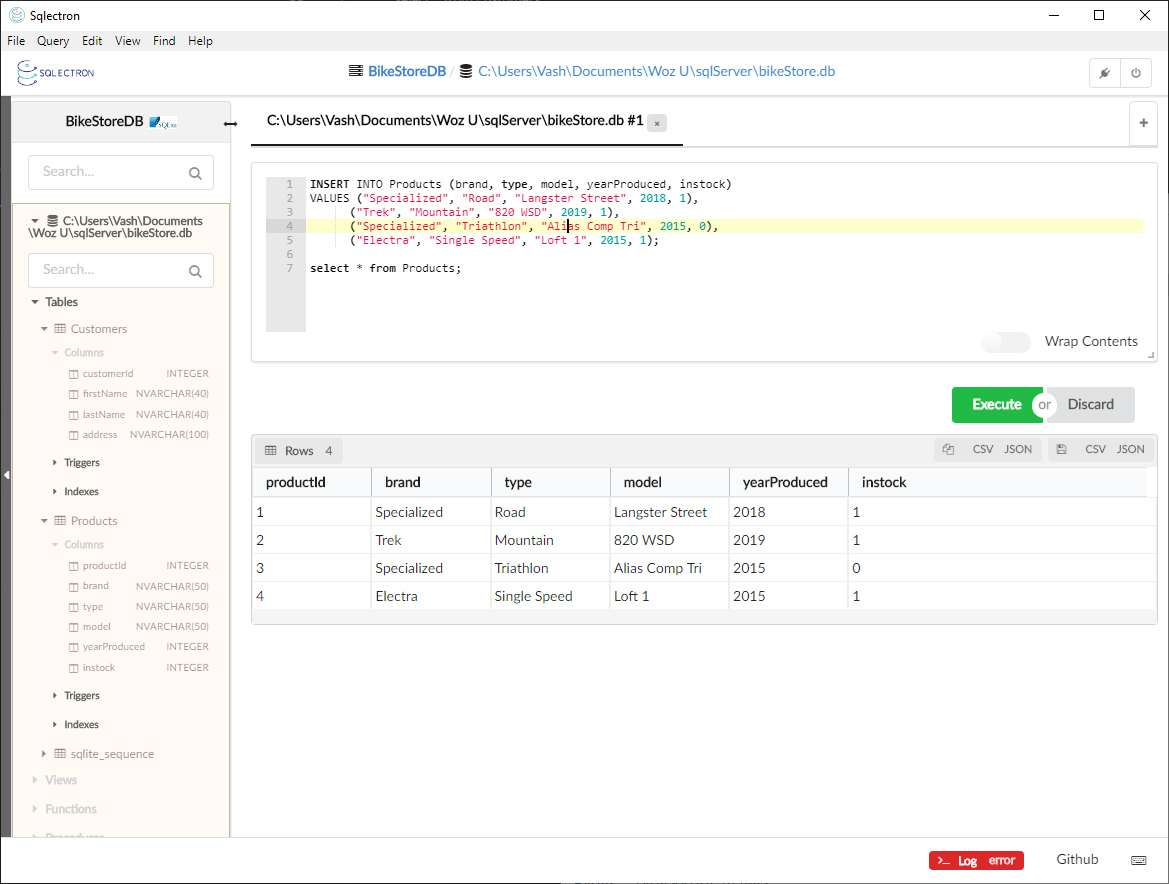 Sqlectron
File Query Edit View Find Help
SQLECTRON
BikeStoreDB / C:\Users\Vash\Documents\Woz U\sqlServer\bikeStore.db
BikeStoreDB SQLite
C:\Users\Vash\Documents\Woz U\sqlServer\bikeStore.db #1 ×
+
Search...
C:\Users\Vash\Documents
\Woz U\sqlServer\bikeStore.db
Search...
Tables
Customers
Columns
customerId INTEGER
firstName NVARCHAR(40)
lastName NVARCHAR(40)
address NVARCHAR(100)
Triggers
Indexes
Products
Columns
productId INTEGER
brand NVARCHAR(50)
type NVARCHAR(50)
model NVARCHAR(50)
yearProduced INTEGER
instock INTEGER
Triggers
Indexes
sqlite_sequence
Views
Functions
Procedures
1 INSERT INTO Products (brand, type, model, yearProduced, instock)
2 VALUES ("Specialized", "Road", "Langster Street", 2018, 1),
3 ("Trek", "Mountain", "820 WSD", 2019, 1),
4 ("Specialized", "Triathlon", "Alias Comp Tri", 2015, 0),
5 ("Electra", "Single Speed", "Loft 1", 2015, 1);
6
7 select * from Products;
Wrap Contents
Execute or Discard
Rows 4 CSV JSON CSV JSON
productId brand type model yearProduced instock
1 Specialized Road Langster Street 2018 1
2 Trek Mountain 820 WSD 2019 1
3 Specialized Triathlon Alias Comp Tri 2015 0
4 Electra Single Speed Loft 1 2015 1
>_ Log error Github